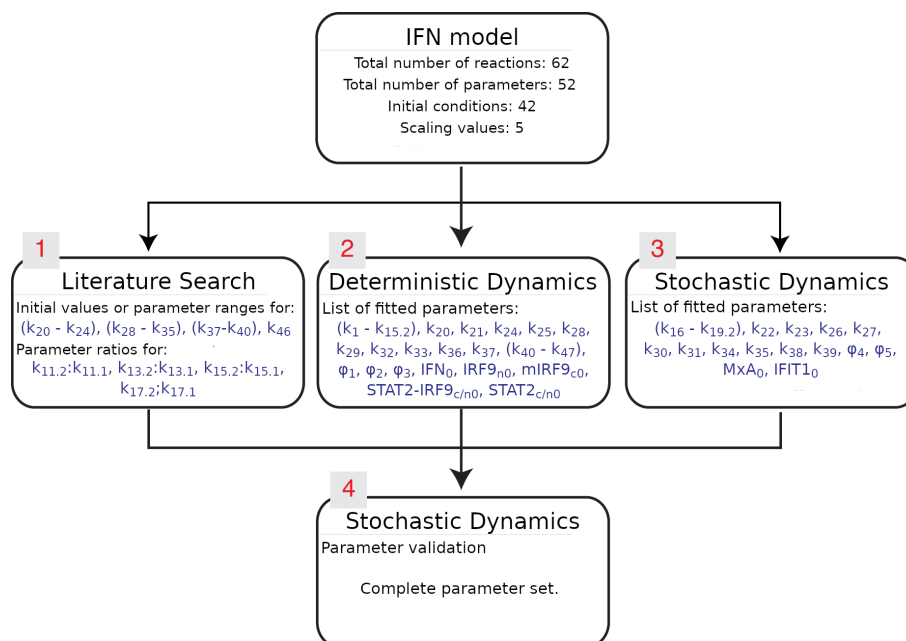 IFN model
Total number of reactions: 62
Total number of parameters: 52
Initial conditions: 42
Scaling values: 5
1
Literature Search
Initial values or parameter ranges for:
(k20 - k24), (k28 - k35), (k37-k40), k46
Parameter ratios for:
k11.2:k11.1, k13.2:k13.1, k15.2:k15.1,
k17.2;k17.1
2
Deterministic Dynamics
List of fitted parameters:
(k1 - k15.2), k20, k21, k24, k25, k28,
k29, k32, k33, k36, k37, (k40 - k47),
φ1, φ2, φ3, IFN0, IRF9n0, mIRF9c0,
STAT2-IRF9c/n0, STAT2c/n0
3
Stochastic Dynamics
List of fitted parameters:
(k16 - k19.2), k22, k23, k26, k27,
k30, k31, k34, k35, k38, k39, φ4, φ5,
MxA0, IFIT10
4
Stochastic Dynamics
Parameter validation
Complete parameter set.